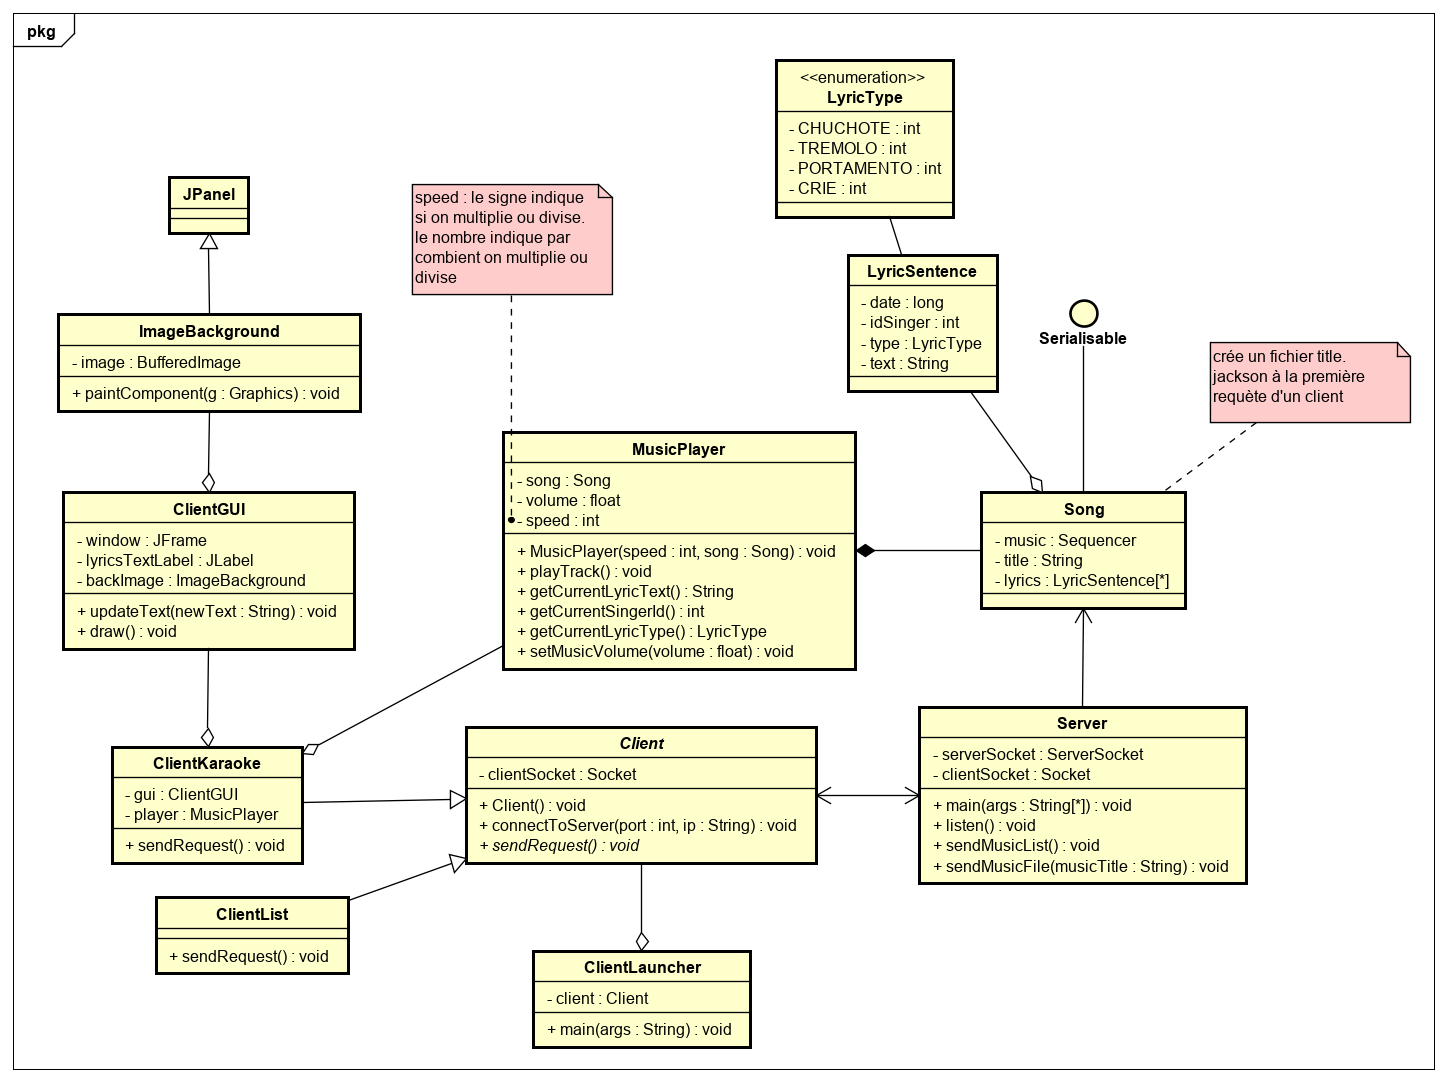 pkg
<<enumeration>>
LyricType
- CHUCHOTE : int
- TREMOLO : int
- PORTAMENTO : int
- CRIE : int
JPanel
speed : le signe indique
si on multiplie ou divise.
le nombre indique par
combient on multiplie ou
divise
LyricSentence
- date : long
- idSinger : int
- type : LyricType
- text : String
Serialisable
crée un fichier title.
jackson à la première
requète d'un client
ImageBackground
- image : BufferedImage
+ paintComponent(g : Graphics) : void
MusicPlayer
- song : Song
- volume : float
- speed : int
+ MusicPlayer(speed : int, song : Song) : void
+ playTrack() : void
+ getCurrentLyricText() : String
+ getCurrentSingerId() : int
+ getCurrentLyricType() : LyricType
+ setMusicVolume(volume : float) : void
ClientGUI
- window : JFrame
- lyricsTextLabel : JLabel
- backImage : ImageBackground
+ updateText(newText : String) : void
+ draw() : void
Song
- music : Sequencer
- title : String
- lyrics : LyricSentence[*]
ClientKaraoke
- gui : ClientGUI
- player : MusicPlayer
+ sendRequest() : void
Client
- clientSocket : Socket
+ Client() : void
+ connectToServer(port : int, ip : String) : void
+ sendRequest() : void
Server
- serverSocket : ServerSocket
- clientSocket : Socket
+ main(args : String[*]) : void
+ listen() : void
+ sendMusicList() : void
+ sendMusicFile(musicTitle : String) : void
ClientList
+ sendRequest() : void
ClientLauncher
- client : Client
+ main(args : String) : void